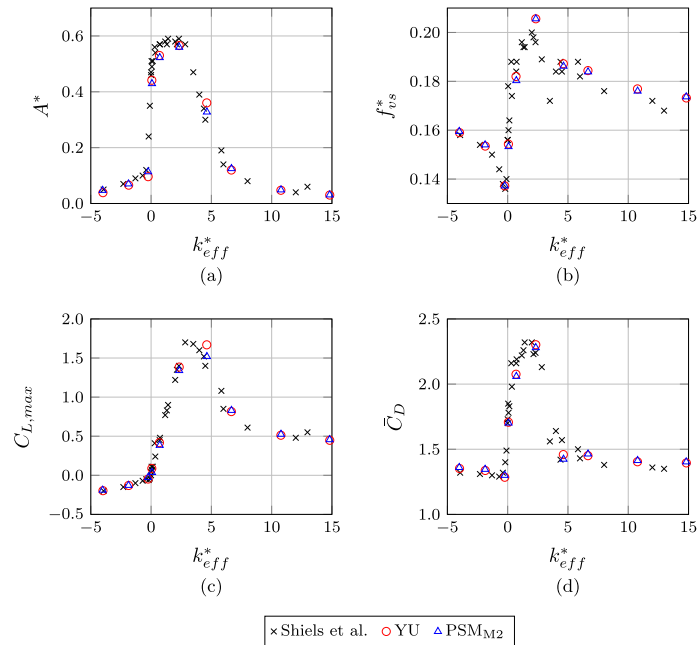 (a)
0.6
0.4
0.2
0.0
A*
−5 0 5 10 15
k*eff
(b)
0.20
0.18
0.16
0.14
f*vs
−5 0 5 10 15
k*eff
(c)
2.0
1.5
1.0
0.5
0.0
−0.5
C_L,max
−5 0 5 10 15
k*eff
(d)
2.5
2.0
1.5
1.0
C̄_D
−5 0 5 10 15
k*eff
× Shiels et al. ○ YU △ PSM_M2